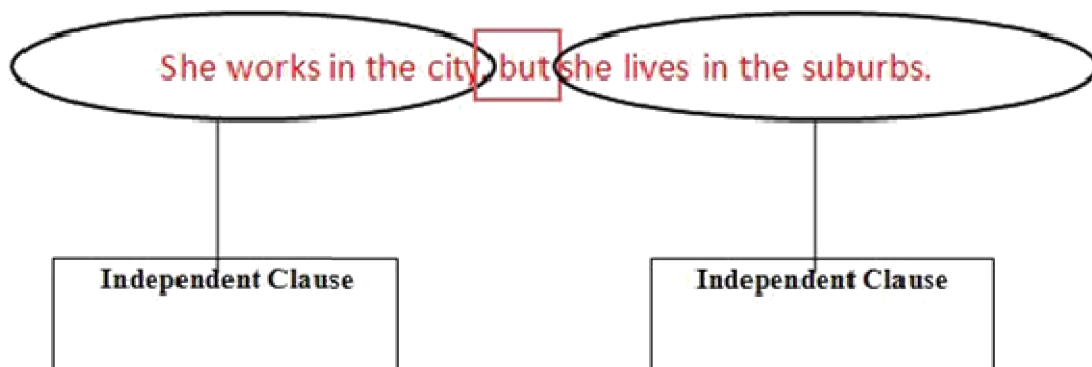 She works in the city, but she lives in the suburbs.
Independent Clause
Independent Clause